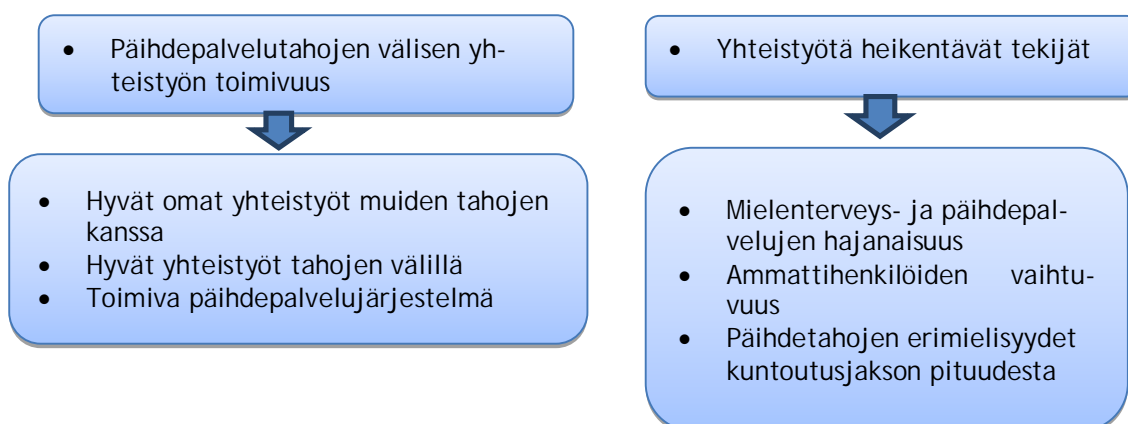 • Päihdepalvelutahojen välisen yh-
teistyön toimivuus
• Hyvät omat yhteistyöt muiden tahojen
kanssa
• Hyvät yhteistyöt tahojen välillä
• Toimiva päihdepalvelujärjestelmä
• Yhteistyötä heikentävät tekijät
• Mielenterveys- ja päihdepal-
velujen hajanaisuus
• Ammattihenkilöiden vaihtu-
vuus
• Päihdetahojen erimielisyydet
kuntoutusjakson pituudesta